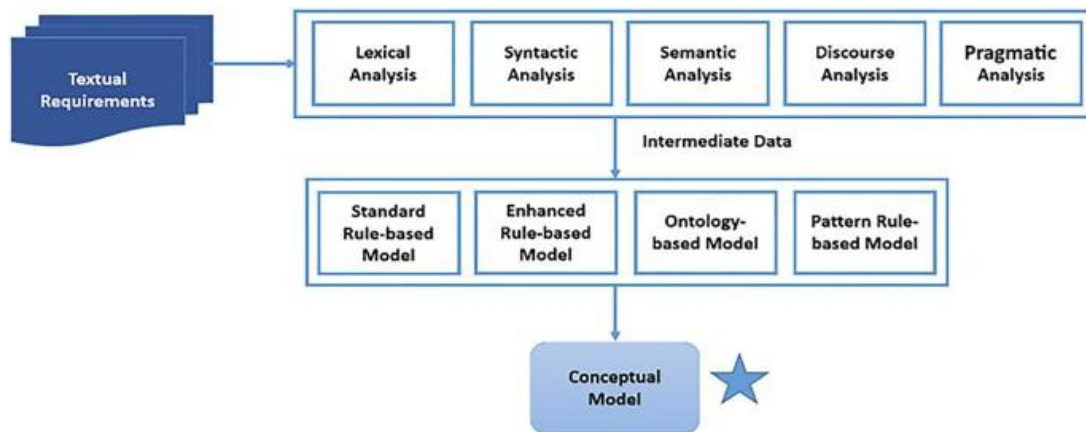 Textual
Requirements
Lexical
Analysis
Syntactic
Analysis
Semantic
Analysis
Discourse
Analysis
Pragmatic
Analysis
Intermediate Data
Standard
Rule-based
Model
Enhanced
Rule-based
Model
Ontology-
based Model
Pattern Rule-
based Model
Conceptual
Model